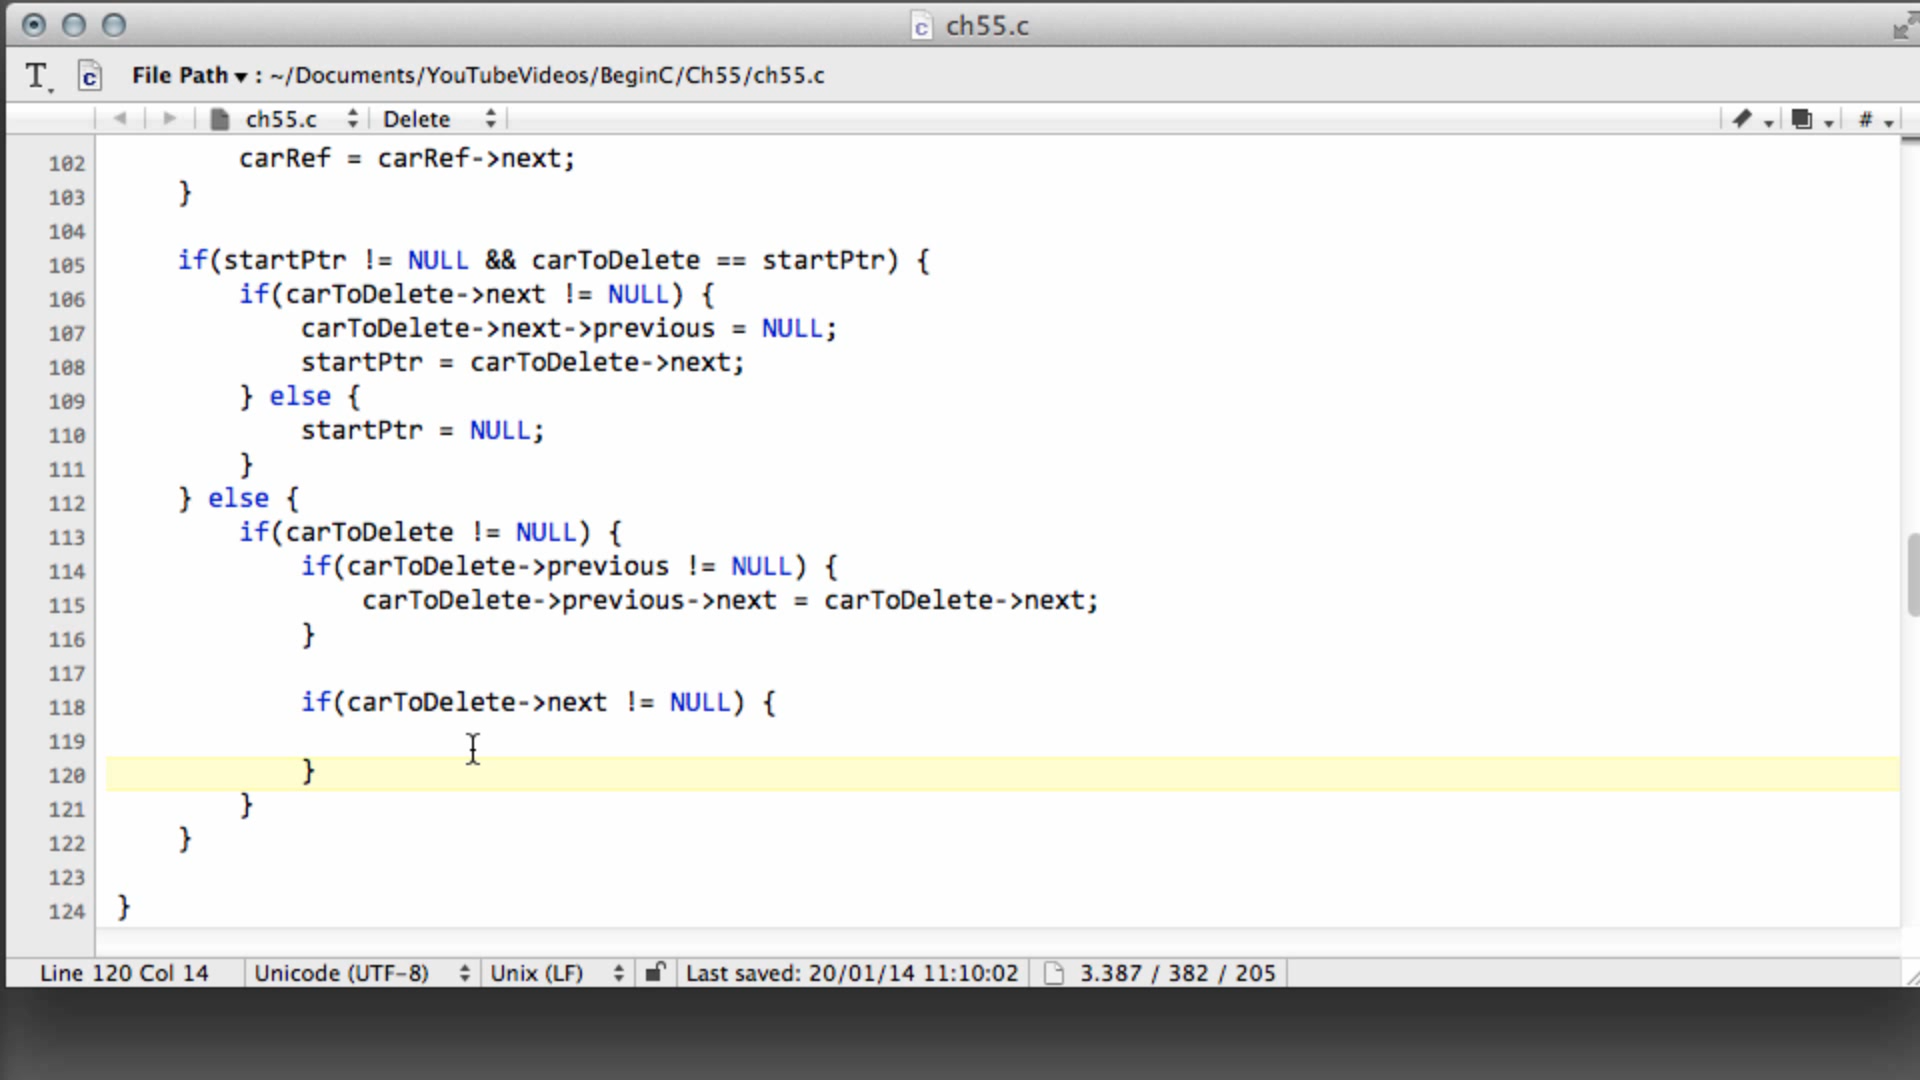 ch55.c
File Path ▾ : ~/Documents/YouTubeVideos/BeginC/Ch55/ch55.c
ch55.c Delete #
102 carRef = carRef->next;
103 }
104
105 if(startPtr != NULL && carToDelete == startPtr) {
106 if(carToDelete->next != NULL) {
107 carToDelete->next->previous = NULL;
108 startPtr = carToDelete->next;
109 } else {
110 startPtr = NULL;
111 }
112 } else {
113 if(carToDelete != NULL) {
114 if(carToDelete->previous != NULL) {
115 carToDelete->previous->next = carToDelete->next;
116 }
117
118 if(carToDelete->next != NULL) {
119
120 }
121 }
122 }
123
124 }
Line 120 Col 14 Unicode (UTF-8) Unix (LF) Last saved: 20/01/14 11:10:02 3.387 / 382 / 205